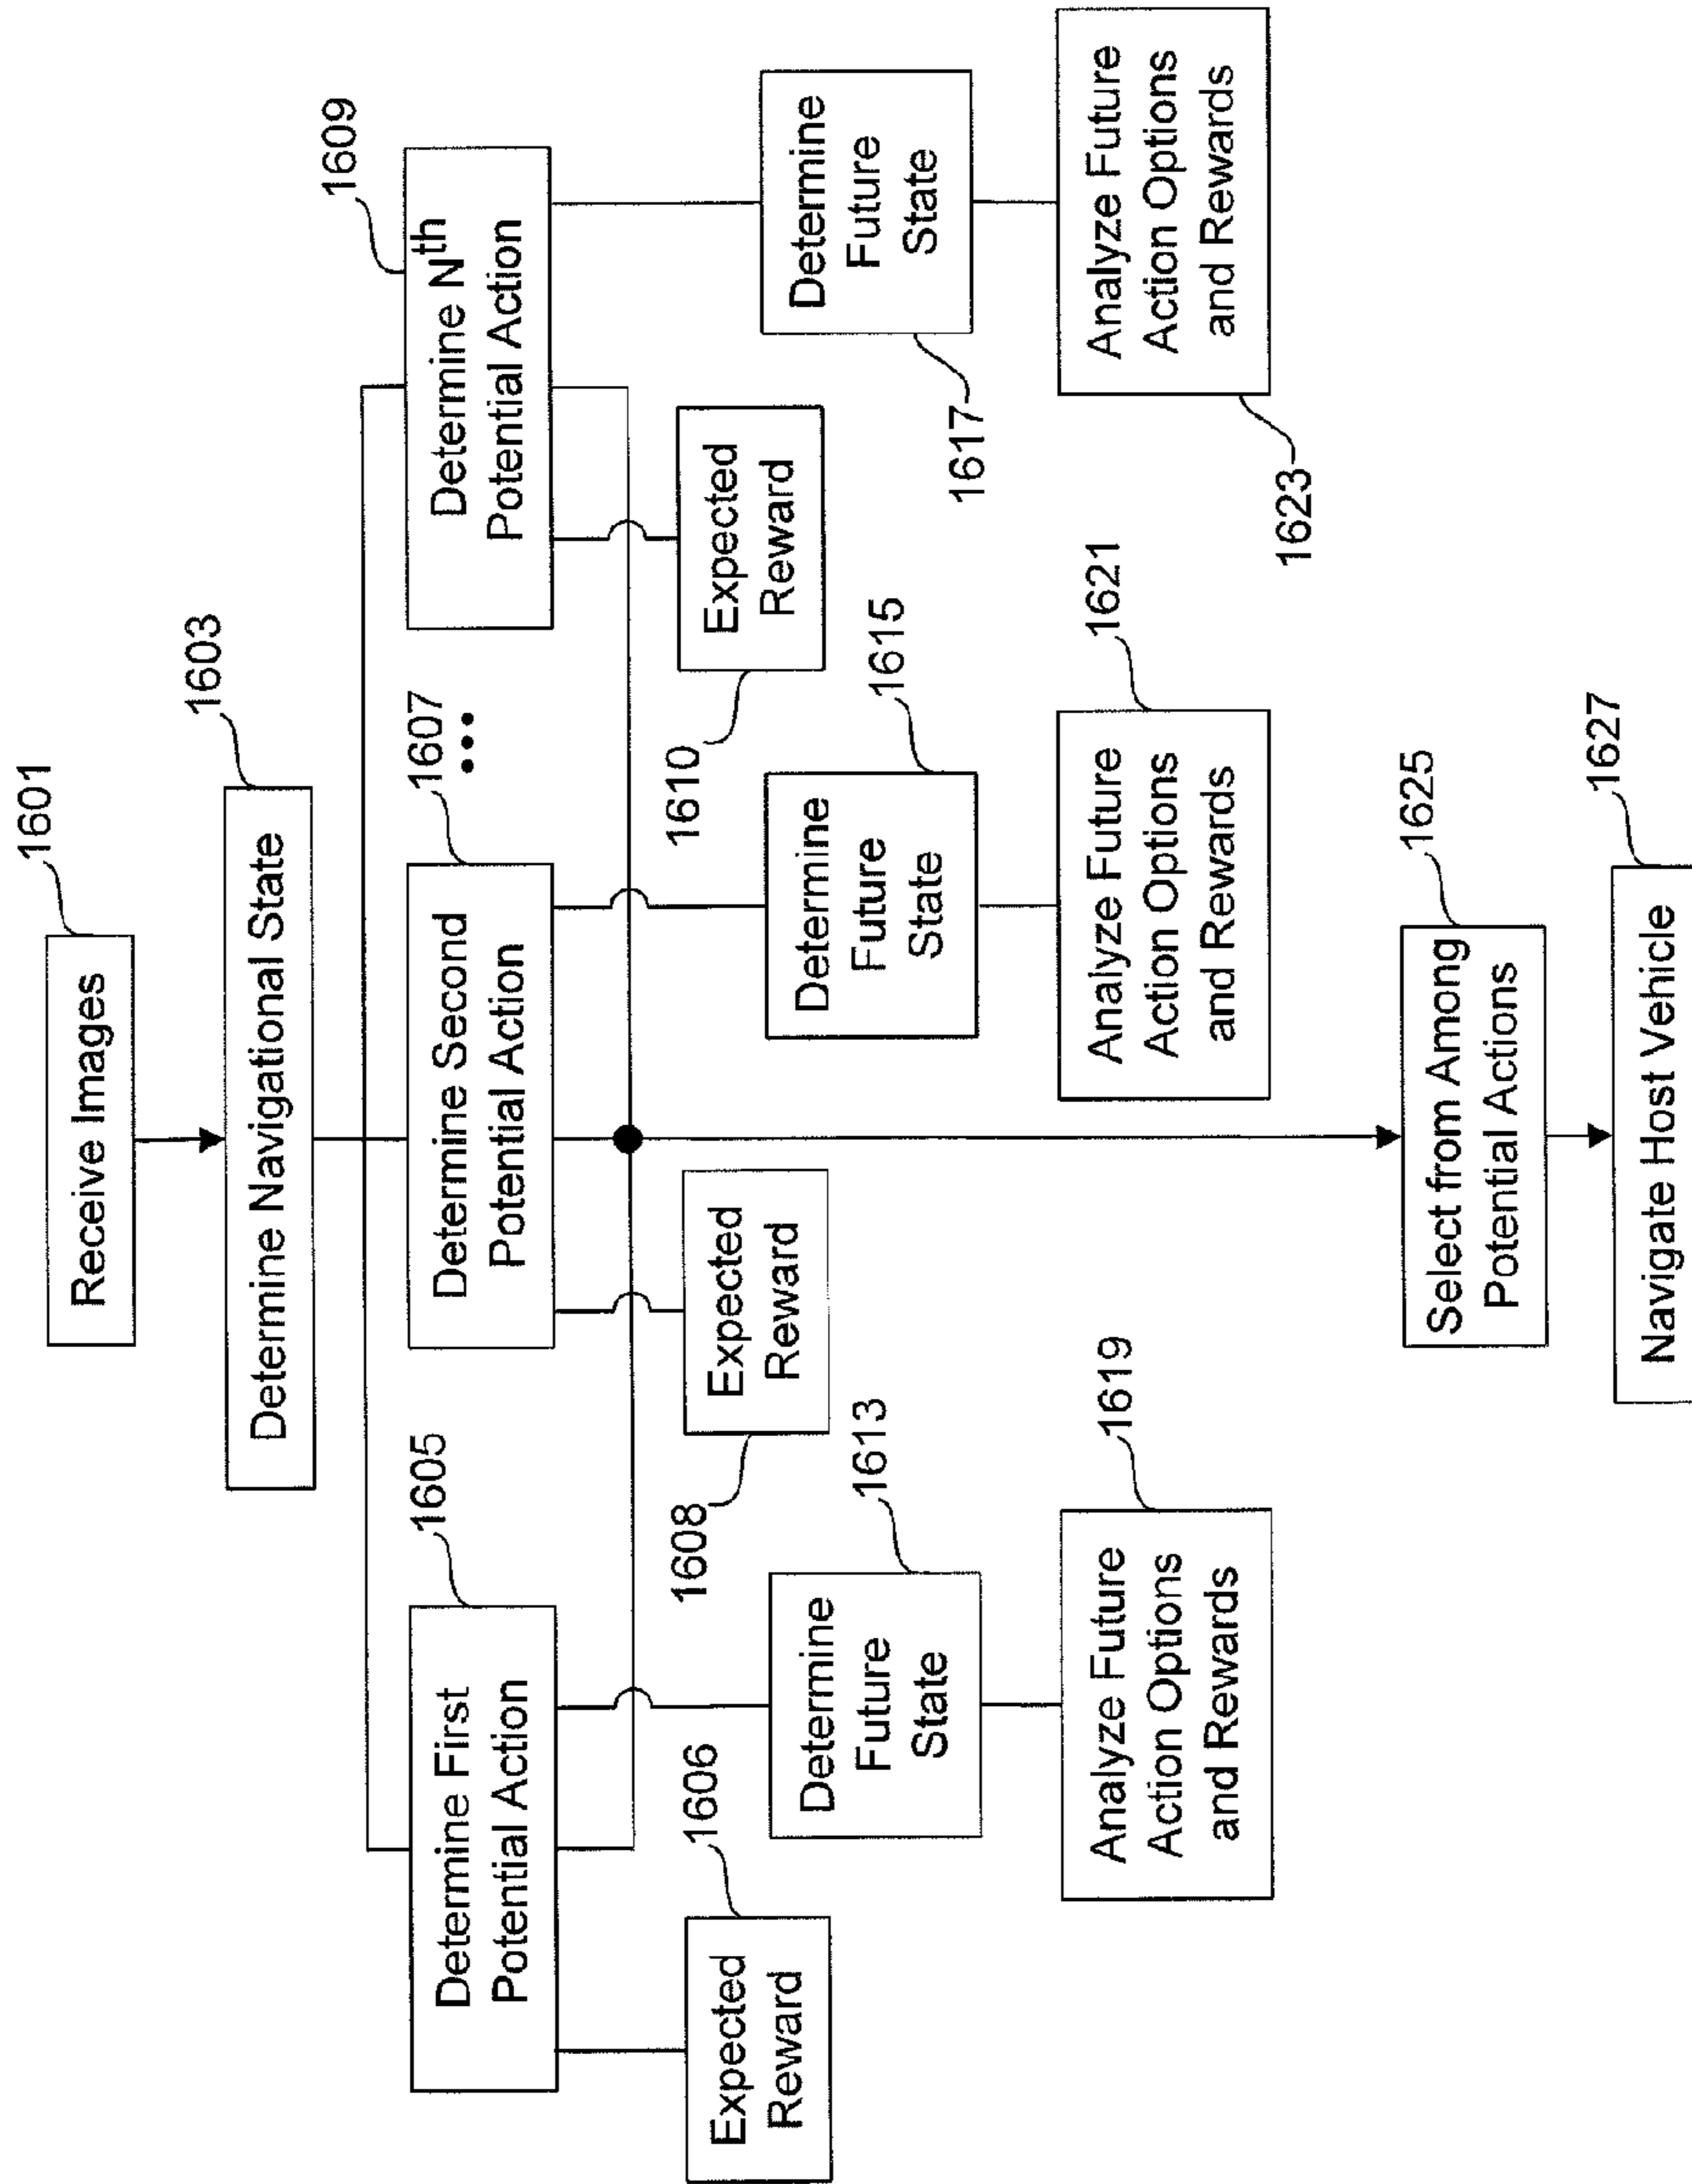 1601
Receive Images
1603
Determine Navigational State
1605
Determine First
Potential Action
1607
Determine Second
Potential Action
•••
1609
Determine Nth
Potential Action
1606
Expected
Reward
1608
Expected
Reward
1610
Expected
Reward
1613
Determine
Future
State
1615
Determine
Future
State
1617
Determine
Future
State
1619
Analyze Future
Action Options
and Rewards
1621
Analyze Future
Action Options
and Rewards
1623
Analyze Future
Action Options
and Rewards
1625
Select from Among
Potential Actions
1627
Navigate Host Vehicle